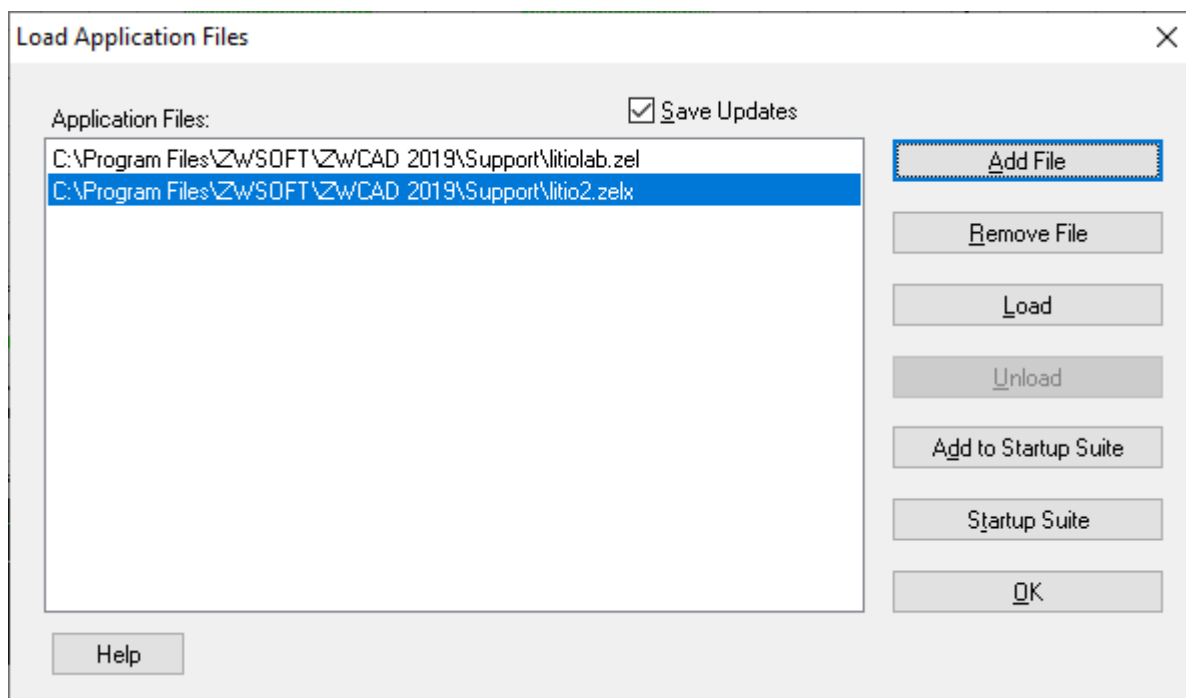 Load Application Files
Application Files:
Save Updates
C:\Program Files\ZWSOFT\ZWCAD 2019\Support\litiolab.zel
C:\Program Files\ZWSOFT\ZWCAD 2019\Support\litio2.zelx
Add File
Remove File
Load
Unload
Add to Startup Suite
Startup Suite
OK
Help